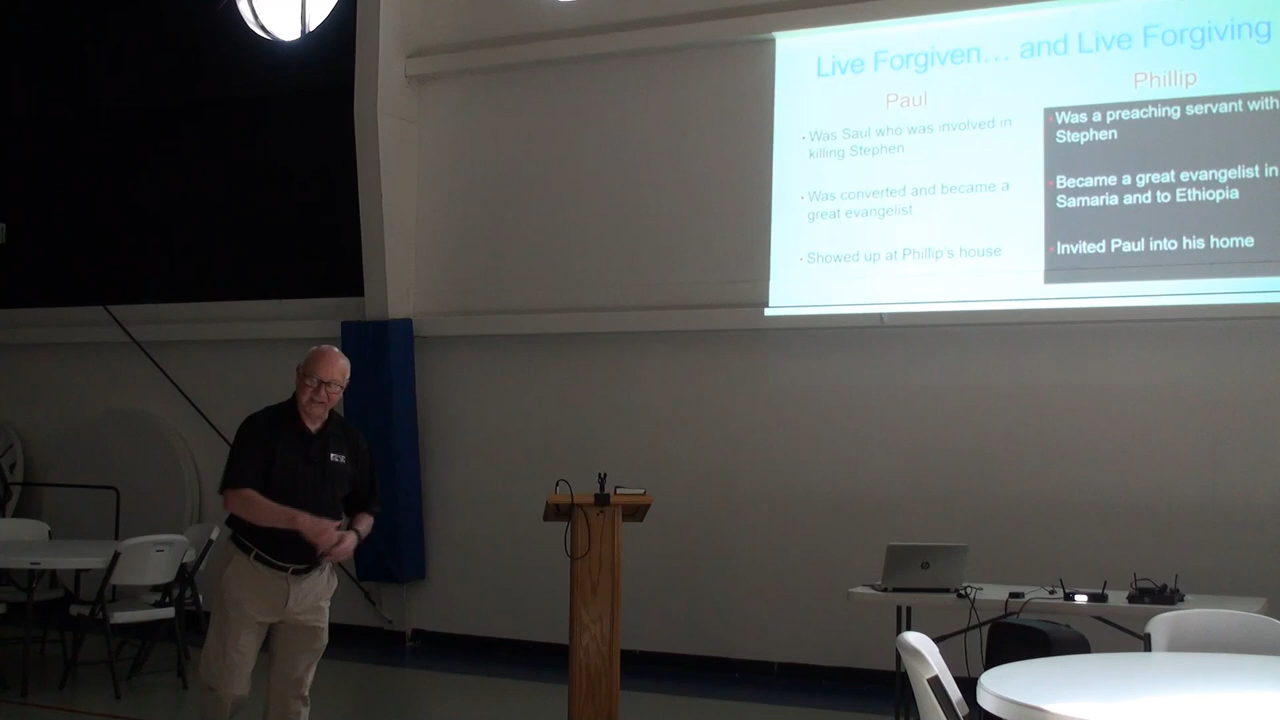 Live Forgiven... and Live Forgiving
Paul
• Was Saul who was involved in
killing Stephen
• Was converted and became a
great evangelist
• Showed up at Phillip's house
Phillip
• Was a preaching servant with
Stephen
• Became a great evangelist in
Samaria and to Ethiopia
• Invited Paul into his home
hp